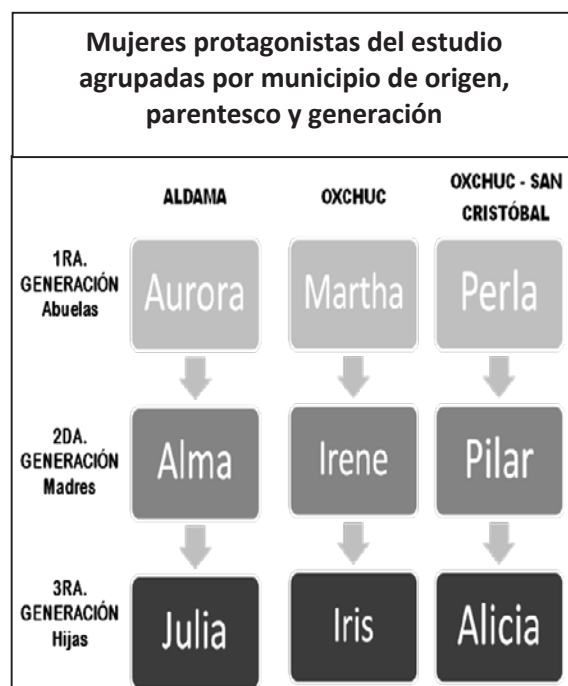 Mujeres protagonistas del estudio
agrupadas por municipio de origen,
parentesco y generación
ALDAMA
OXCHUC
OXCHUC - SAN
CRISTÓBAL
1RA.
GENERACIÓN
Abuelas
Aurora
Martha
Perla
2DA.
GENERACIÓN
Madres
Alma
Irene
Pilar
3RA.
GENERACIÓN
Hijas
Julia
Iris
Alicia